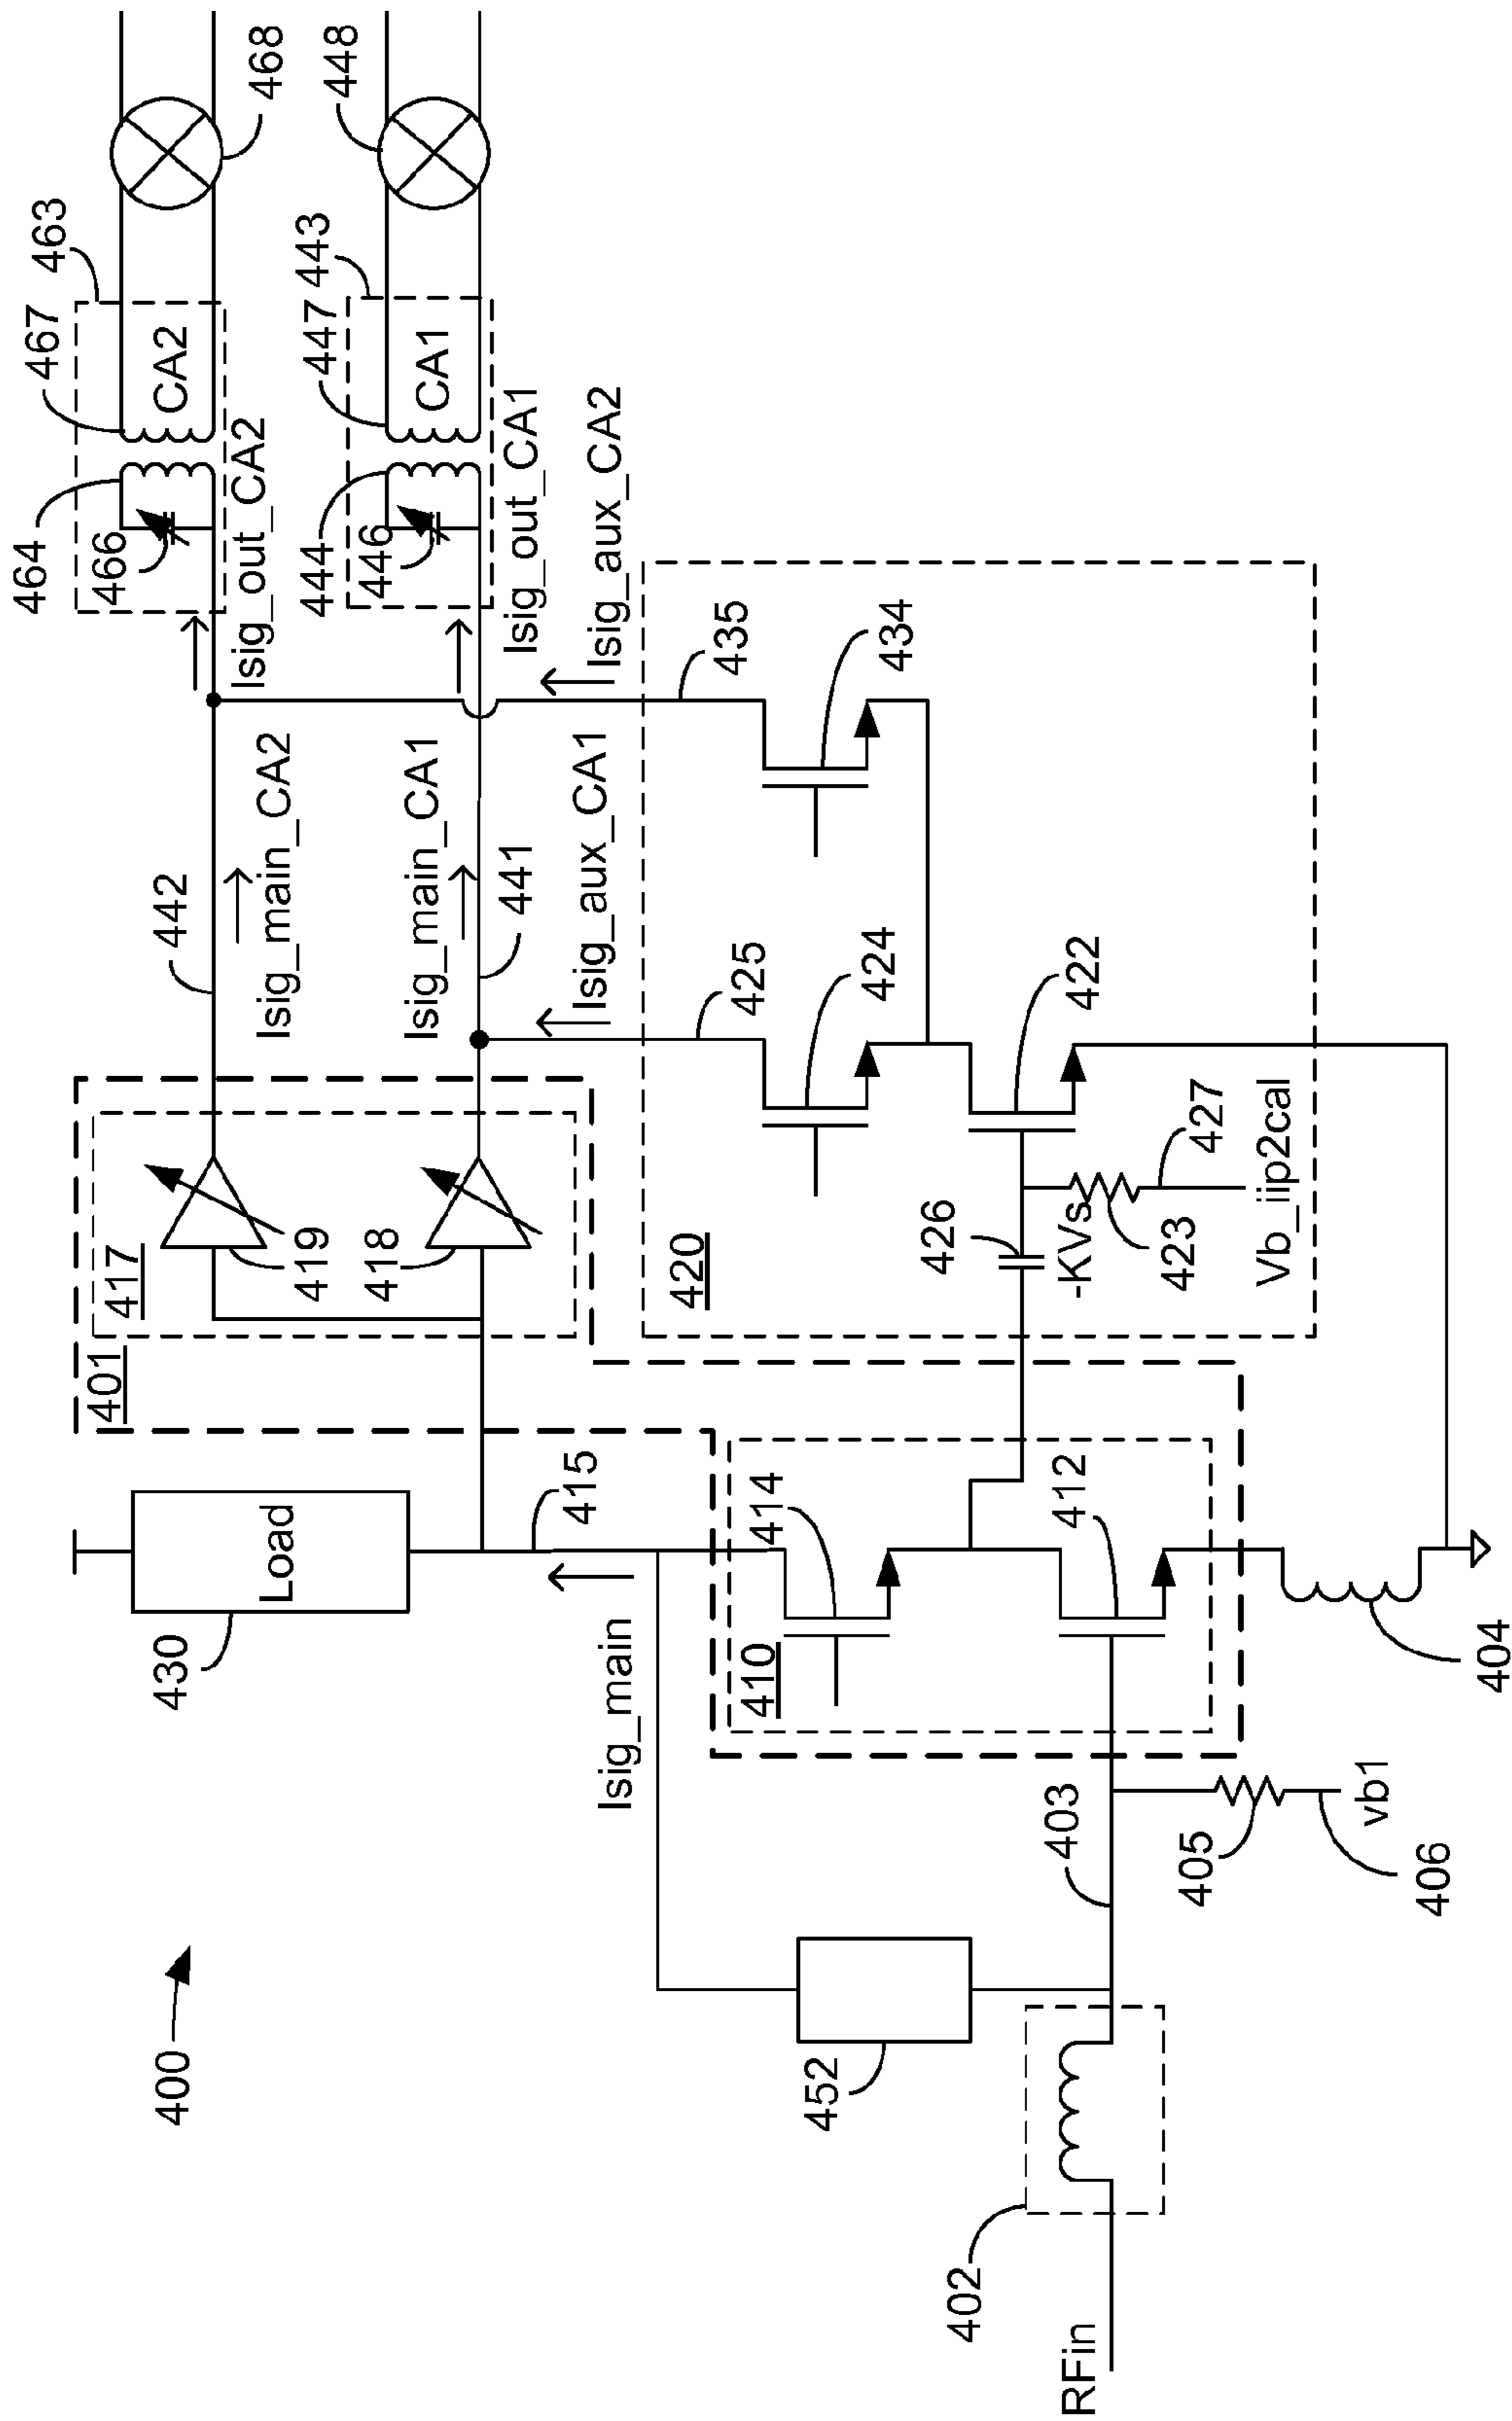 400
430
Load
401
417
419
418
442
Isig_main_CA2
Isig_main_CA1
441
Isig_aux_CA1
464
466
467
463
CA2
Isig_out_CA2
468
444
446
447
443
CA1
Isig_out_CA1
448
Isig_aux_CA2
Isig_main
415
452
410
414
412
420
425
424
435
434
422
426
-KVs
423
427
Vb_iip2cal
402
RFin
403
405
vb1
406
404